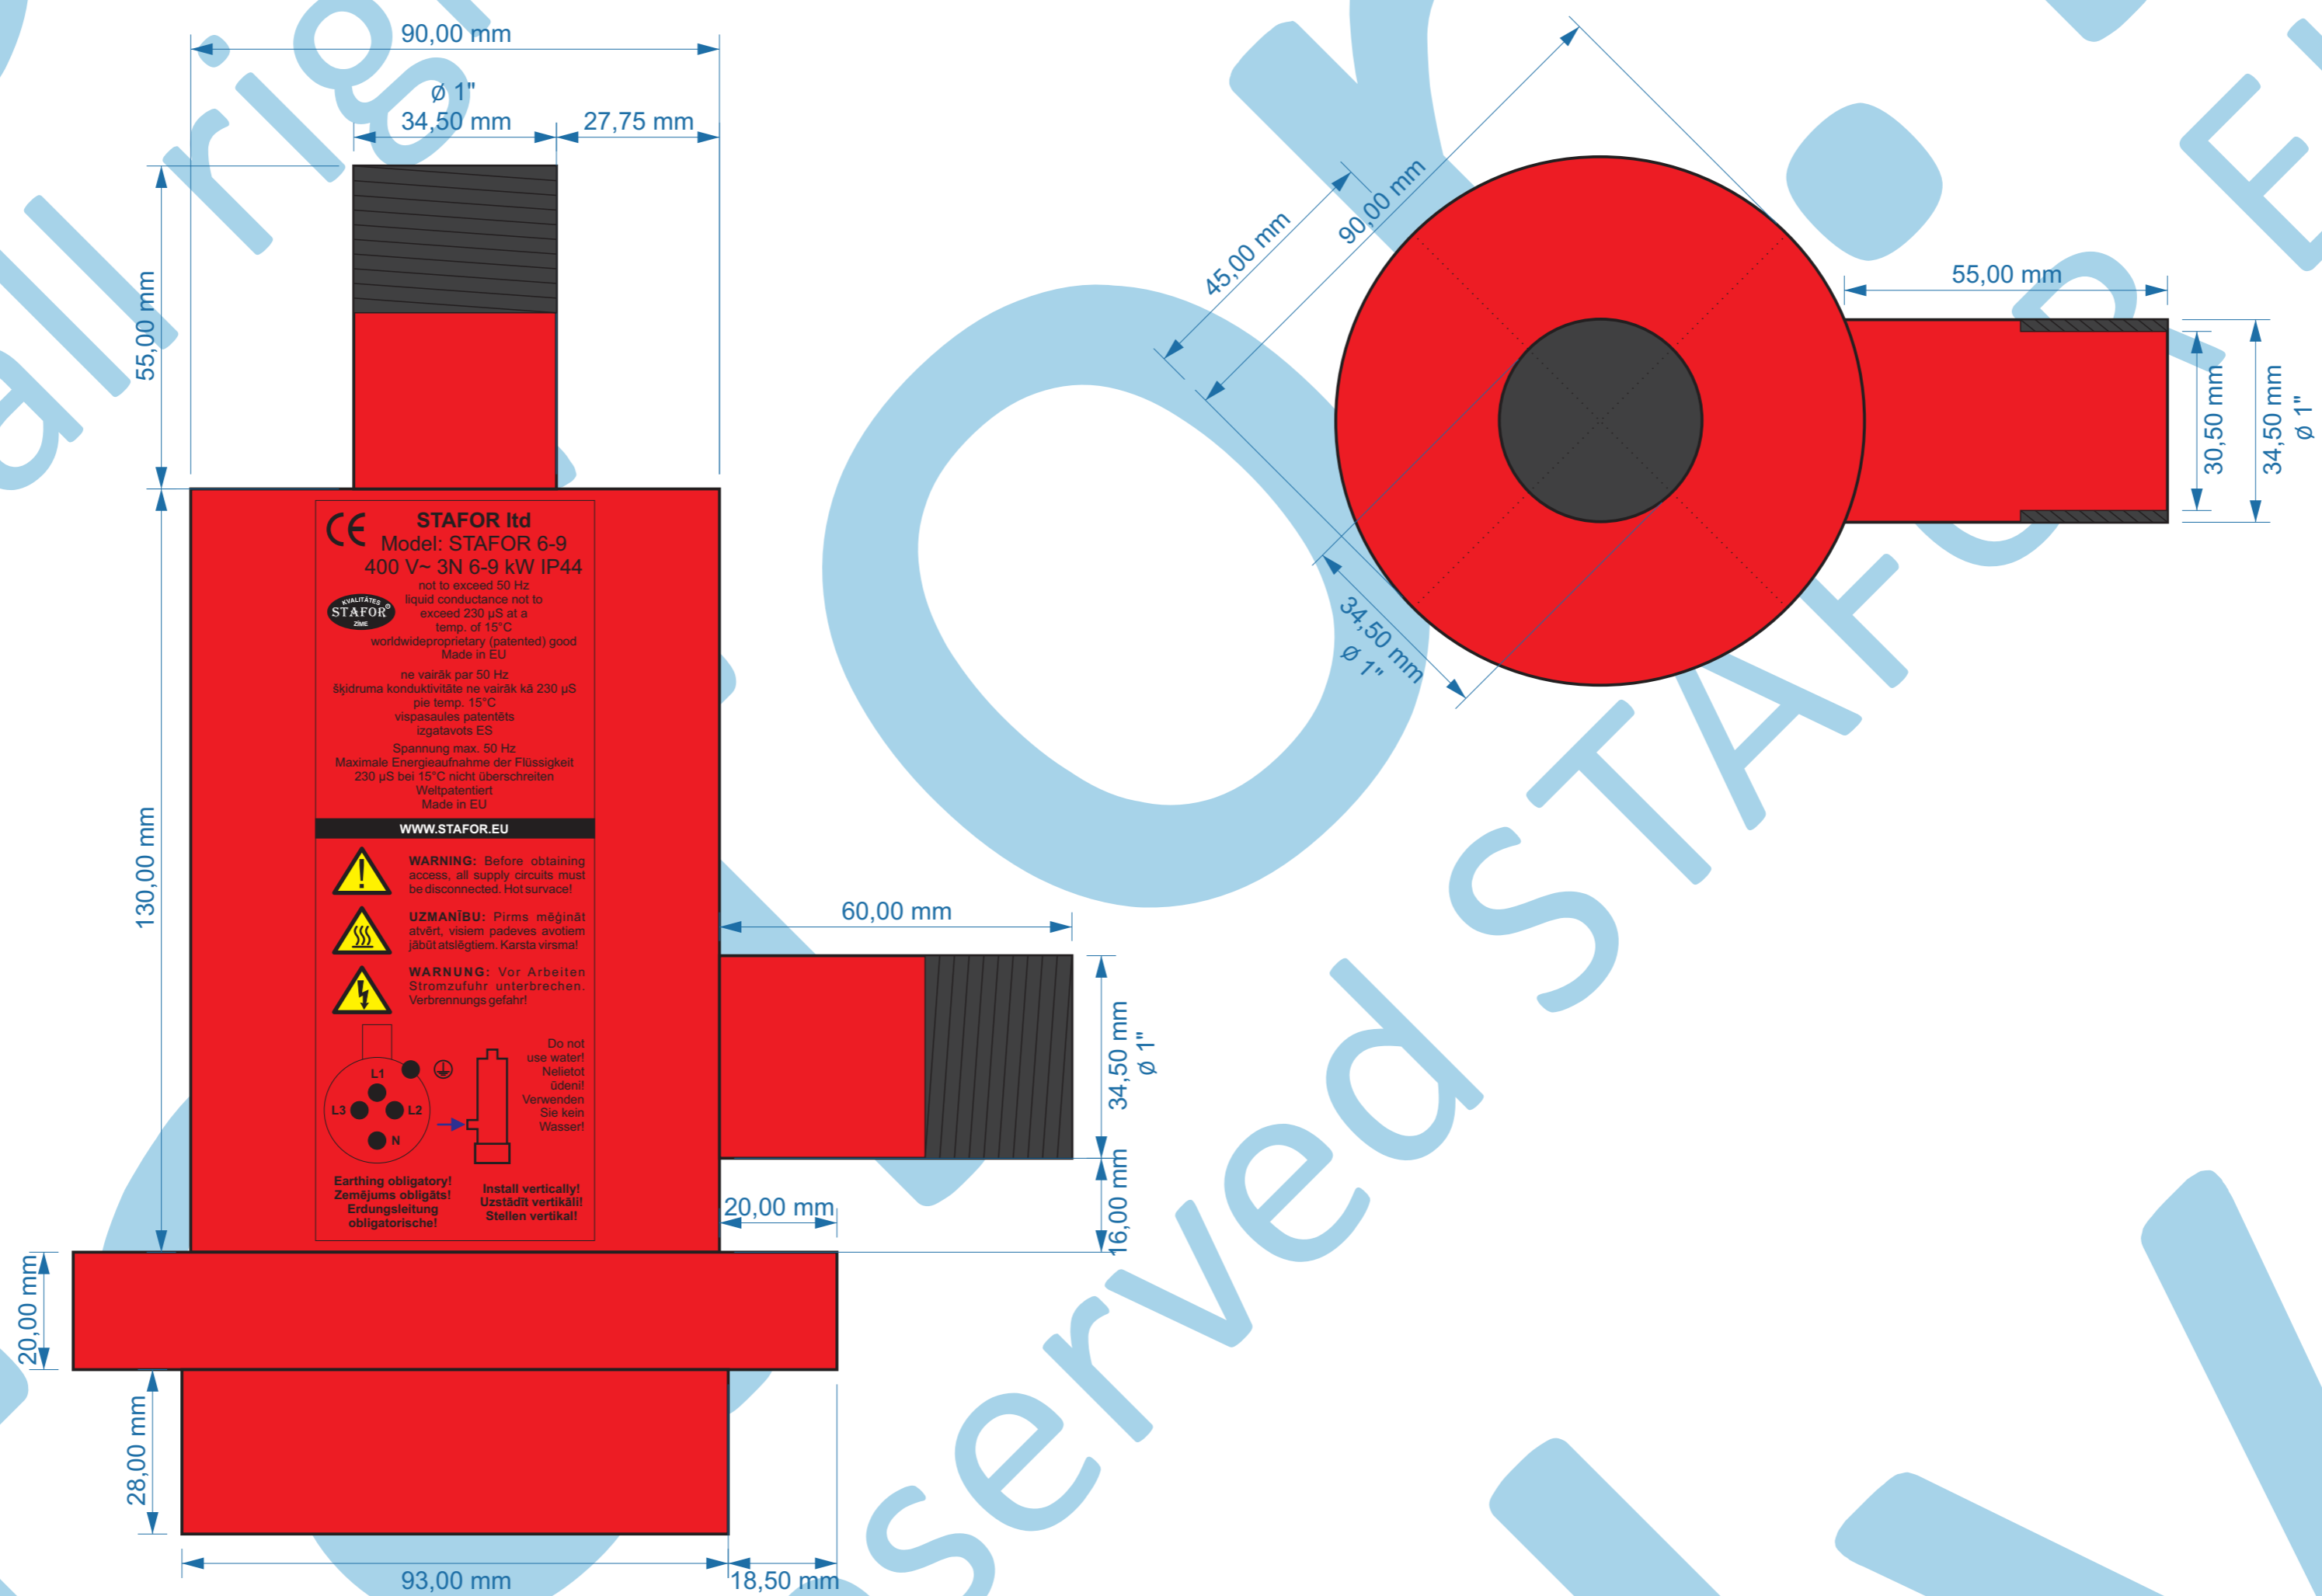 90,00 mm
Ø 1"
34,50 mm
27,75 mm
55,00 mm
130,00 mm
20,00 mm
28,00 mm
93,00 mm
18,50 mm
20,00 mm
16,00 mm
34,50 mm
Ø 1"
60,00 mm
STAFOR ltd
Model: STAFOR 6-9
400 V~ 3N 6-9 kW IP44
not to exceed 50 Hz
liquid conductance not to
exceed 230 µS at a
temp. of 15°C
worldwideproprietary (patented) good
Made in EU
KVALITĀTES
STAFOR
ZĪME
ne vairāk par 50 Hz
šķidruma konduktivitāte ne vairāk kā 230 µS
pie temp. 15°C
vispasaules patentēts
izgatavots ES
Spannung max. 50 Hz
Maximale Energieaufnahme der Flüssigkeit
230 µS bei 15°C nicht überschreiten
Weltpatentiert
Made in EU
WWW.STAFOR.EU
WARNING: Before obtaining
access, all supply circuits must
be disconnected. Hot survace!
UZMANĪBU: Pirms mēģināt
atvērt, visiem padeves avotiem
jābūt atslēgtiem. Karsta virsma!
WARNUNG: Vor Arbeiten
Stromzufuhr unterbrechen.
Verbrennungs gefahr!
L1
L3
L2
N
Do not
use water!
Nelietot
ūdeni!
Verwenden
Sie kein
Wasser!
Earthing obligatory!
Zemējums obligāts!
Erdungsleitung
obligatorische!
Install vertically!
Uzstādīt vertikāli!
Stellen vertikal!
45,00 mm
90,00 mm
34,50 mm
Ø 1"
55,00 mm
30,50 mm
34,50 mm
Ø 1"
all rig
served STAFOR E